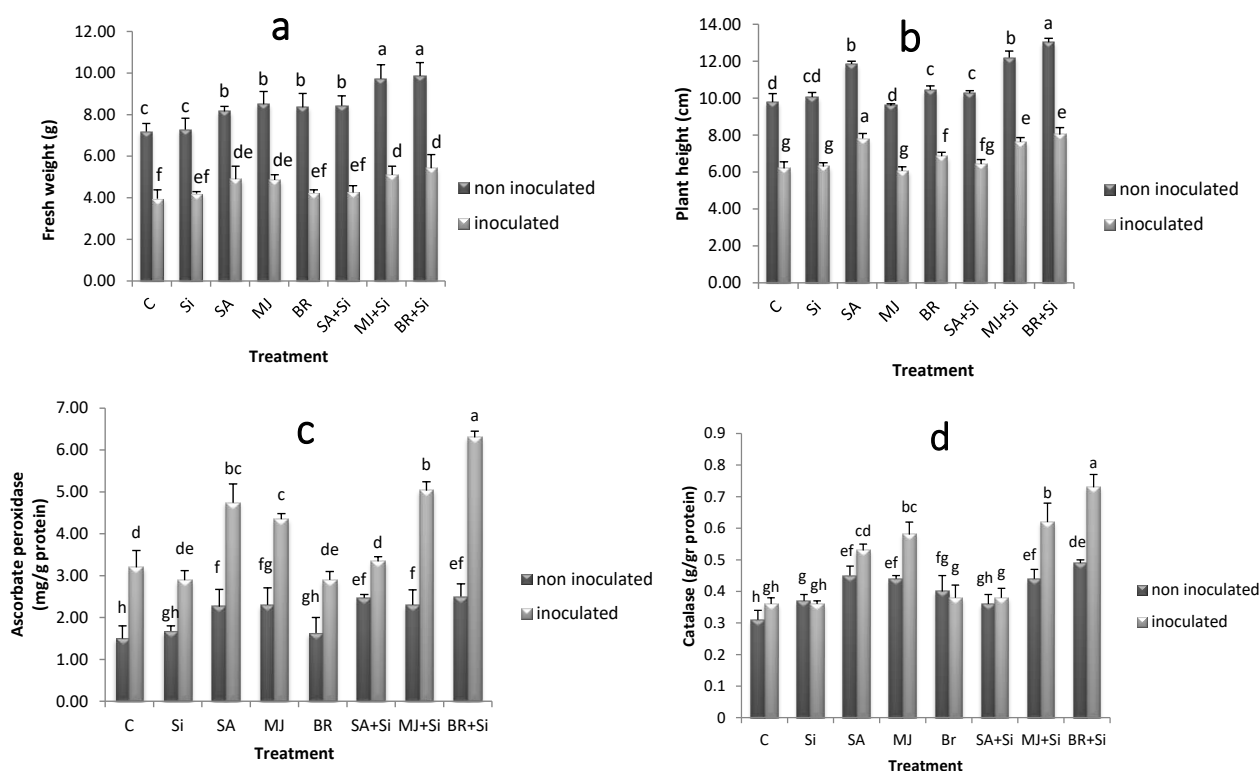 a
Fresh weight (g)
12.00
10.00
8.00
6.00
4.00
2.00
0.00
c c b b b b a a
f ef de de ef ef d d
C Si SA MJ BR SA+Si MJ+Si BR+Si
Treatment
non inoculated
inoculated
b
Plant height (cm)
14.00
12.00
10.00
8.00
6.00
4.00
2.00
0.00
d cd b d c c b a
g g a g f fg e e
C Si SA MJ BR SA+Si MJ+Si BR+Si
Treatment
non inoculated
inoculated
c
Ascorbate peroxidase
(mg/g protein)
7.00
6.00
5.00
4.00
3.00
2.00
1.00
0.00
d de bc c de d b a
h gh f fg gh ef f ef
C Si SA MJ BR SA+Si MJ+Si BR+Si
Treatment
non inoculated
inoculated
d
Catalase (g/gr protein)
0.9
0.8
0.7
0.6
0.5
0.4
0.3
0.2
0.1
0
gh gh cd bc g g b a
h g ef ef fg gh ef de
C Si SA MJ Br SA+Si MJ+Si BR+Si
Treatment
non inoculated
inoculated